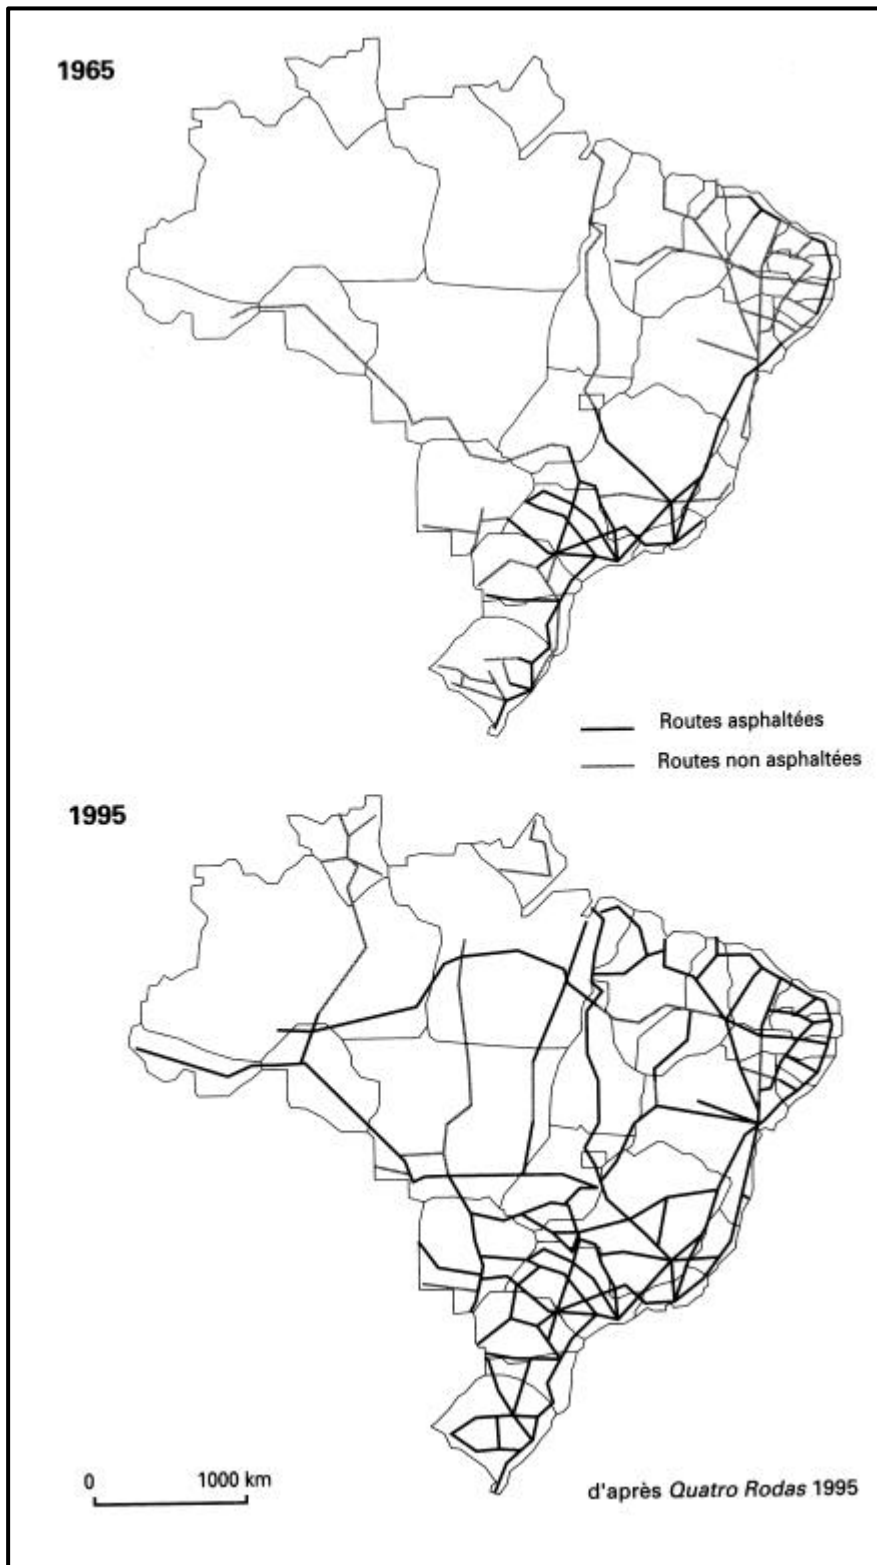 1965
Routes asphaltées
Routes non asphaltées
1995
0 1000 km
d'après Quatro Rodas 1995